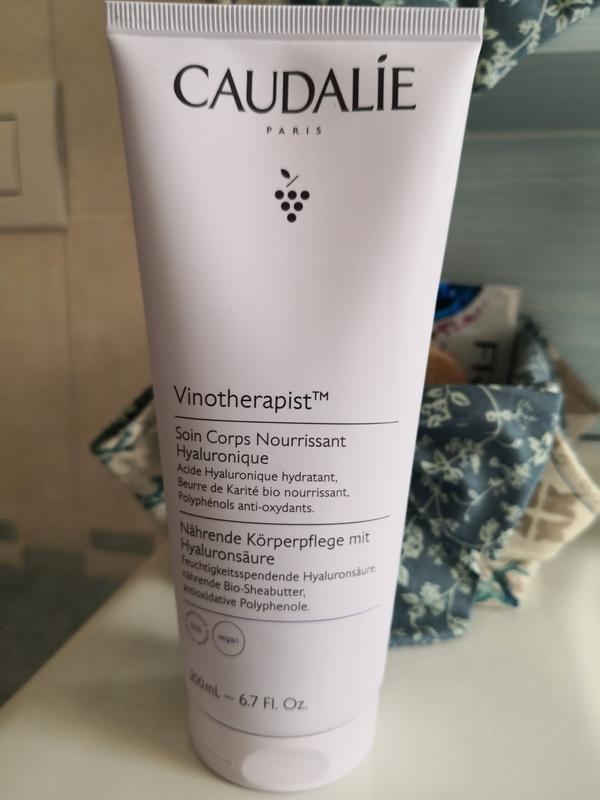 CAUDALÍE
PARIS
Vinotherapist™
Soin Corps Nourrissant
Hyaluronique
Acide Hyaluronique hydratant,
Beurre de Karité bio nourrissant,
Polyphénols anti-oxydants.
Nährende Körperpflege mit
Hyaluronsäure
Feuchtigkeitsspendende Hyaluronsäure,
nährende Bio-Sheabutter,
antioxidative Polyphenole.
vegan
200mL — 6.7 Fl. Oz.